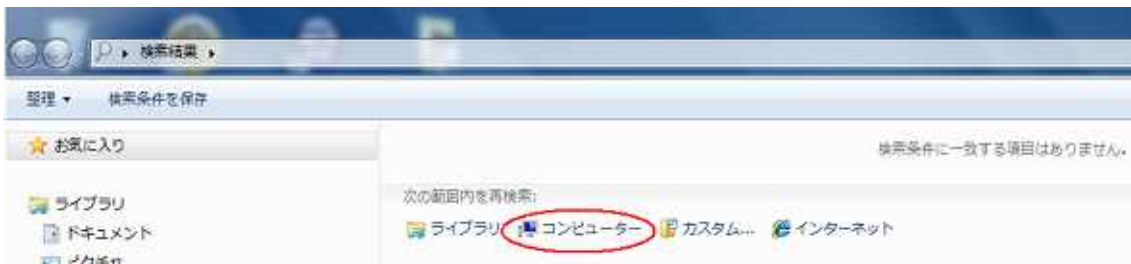 検索結果
整理 検索条件を保存
お気に入り
検索条件に一致する項目はありません。
ライブラリ
次の範囲内を再検索:
ライブラリ コンピューター カスタム... インターネット
ドキュメント